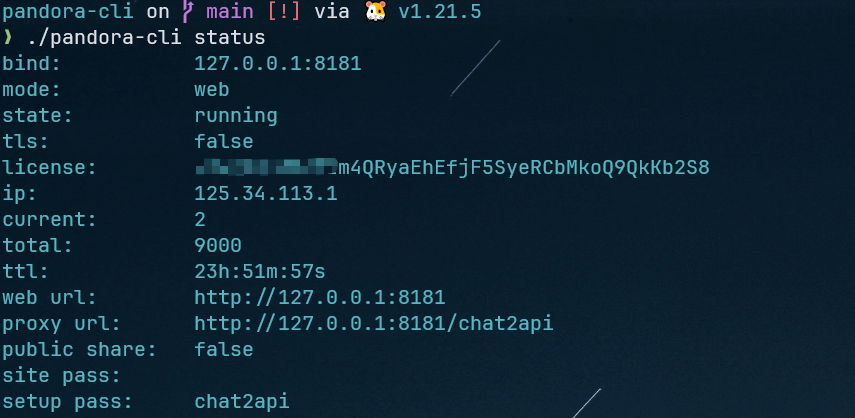 pandora-cli on main [!] via 🐹 v1.21.5
❯ ./pandora-cli status
bind: 127.0.0.1:8181
mode: web
state: running
tls: false
license: m4QRyaEhEfjF5SyeRCbMkoQ9QkKb2S8
ip: 125.34.113.1
current: 2
total: 9000
ttl: 23h:51m:57s
web url: http://127.0.0.1:8181
proxy url: http://127.0.0.1:8181/chat2api
public share: false
site pass:
setup pass: chat2api